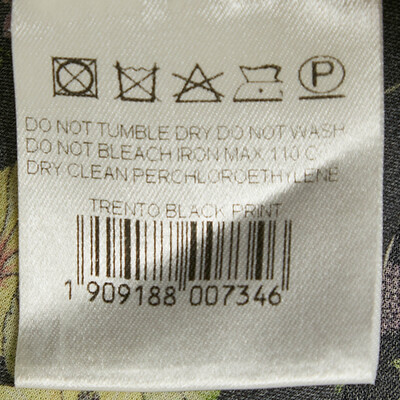 P
DO NOT TUMBLE DRY DO NOT WASH
DO NOT BLEACH IRON MAX 110 C
DRY CLEAN PERCHLOROETHYLENE
TRENTO BLACK PRINT
1 909188 007346